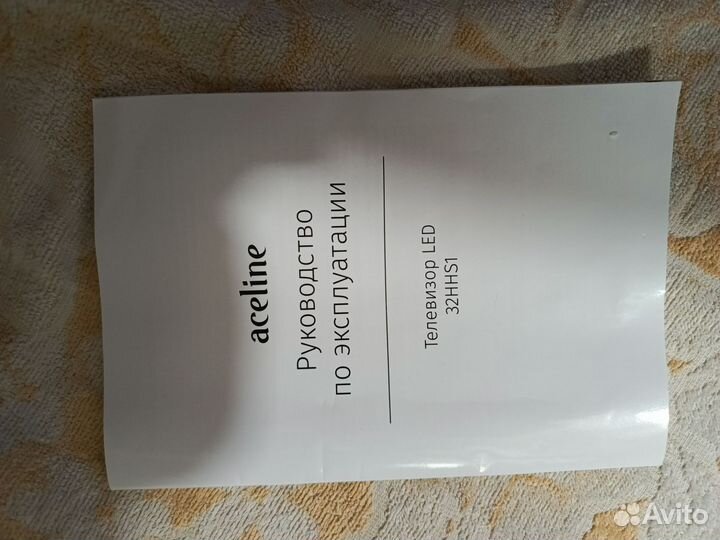 aceline
Руководство
по эксплуатации
Телевизор LED
32HHS1
Avito